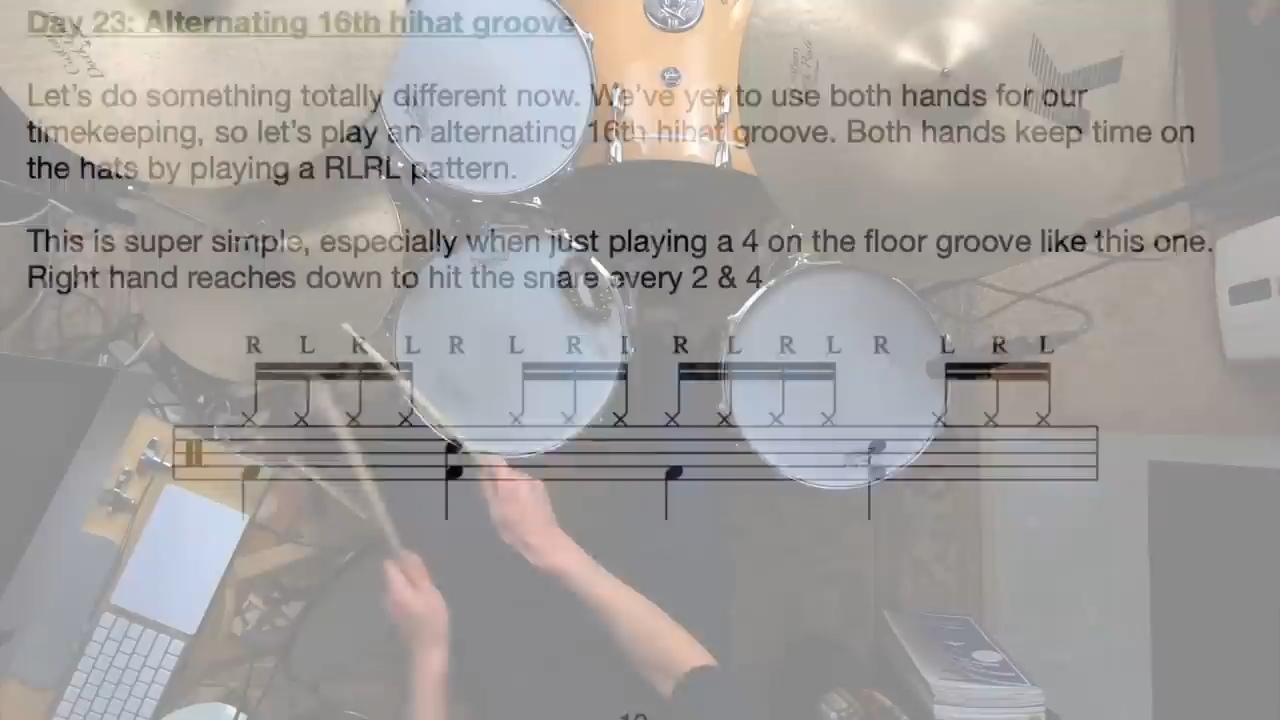 Day 23: Alternating 16th hihat groove
Let's do something totally different now. We've yet to use both hands for our
timekeeping, so let's play an alternating 16th hihat groove. Both hands keep time on
the hats by playing a RLRL pattern.
This is super simple, especially when just playing a 4 on the floor groove like this one.
Right hand reaches down to hit the snare every 2 & 4.
R L R L R L R L R L R L R L R L